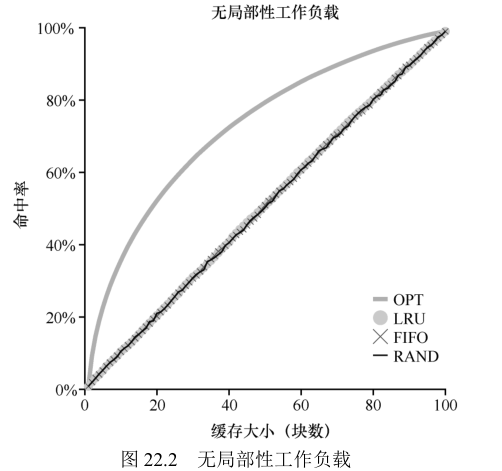 无局部性工作负载
100%
80%
60%
40%
20%
0%
命中率
OPT
LRU
FIFO
RAND
0 20 40 60 80 100
缓存大小（块数）
图 22.2 无局部性工作负载